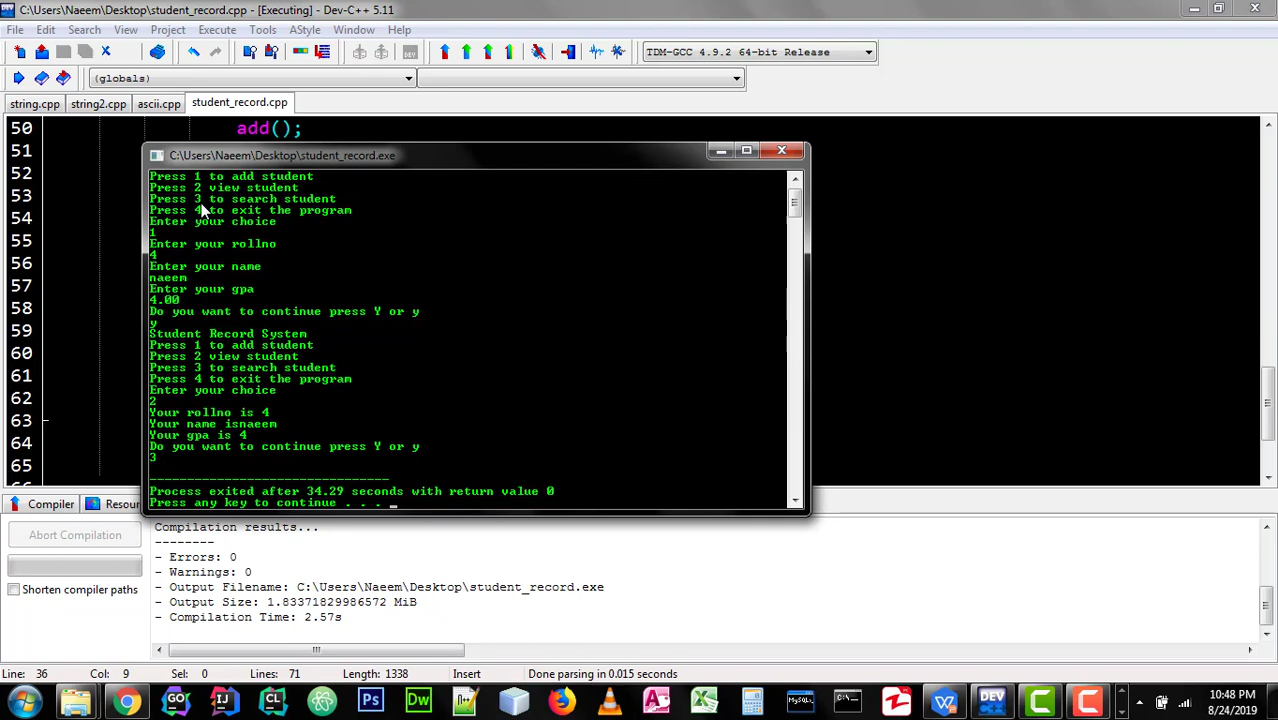 C:\Users\Naeem\Desktop\student_record.cpp - [Executing] - Dev-C++ 5.11
File Edit Search View Project Execute Tools AStyle Window Help
TDM-GCC 4.9.2 64-bit Release
(globals)
string.cpp string2.cpp ascii.cpp student_record.cpp
50 add();
51
52
53
54
55
56
57
58
59
60
61
62
63
64
65
C:\Users\Naeem\Desktop\student_record.exe
Press 1 to add student
Press 2 view student
Press 3 to search student
Press 4 to exit the program
Enter your choice
1
Enter your rollno
4
Enter your name
naeem
Enter your gpa
4.00
Do you want to continue press Y or y
y
Student Record System
Press 1 to add student
Press 2 view student
Press 3 to search student
Press 4 to exit the program
Enter your choice
2
Your rollno is 4
Your name isnaeem
Your gpa is 4
Do you want to continue press Y or y
3
--------------------------------
Process exited after 34.29 seconds with return value 0
Press any key to continue . . .
Compiler Resour
Abort Compilation
Shorten compiler paths
Compilation results...
--------
- Errors: 0
- Warnings: 0
- Output Filename: C:\Users\Naeem\Desktop\student_record.exe
- Output Size: 1.83371829986572 MiB
- Compilation Time: 2.57s
Line: 36 Col: 9 Sel: 0 Lines: 71 Length: 1338 Insert Done parsing in 0.015 seconds
GO IJ CL Ps Dw DEV
10:48 PM
8/24/2019